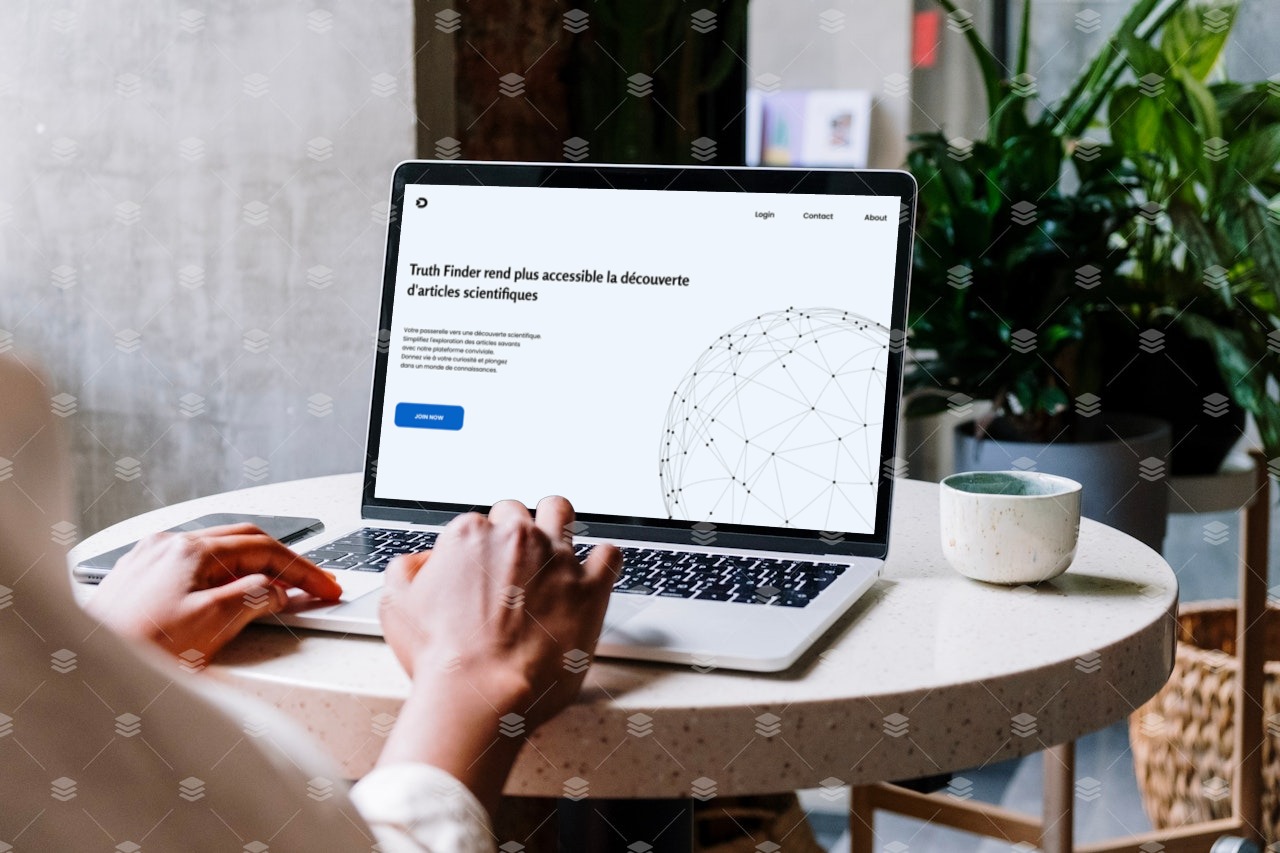 Login Contact About
Truth Finder rend plus accessible la découverte
d'articles scientifiques
Votre passerelle vers une découverte scientifique.
Simplifiez l'exploration des articles savants
avec notre plateforme conviviale.
Donnez vie à votre curiosité et plongez
dans un monde de connaissances.
JOIN NOW